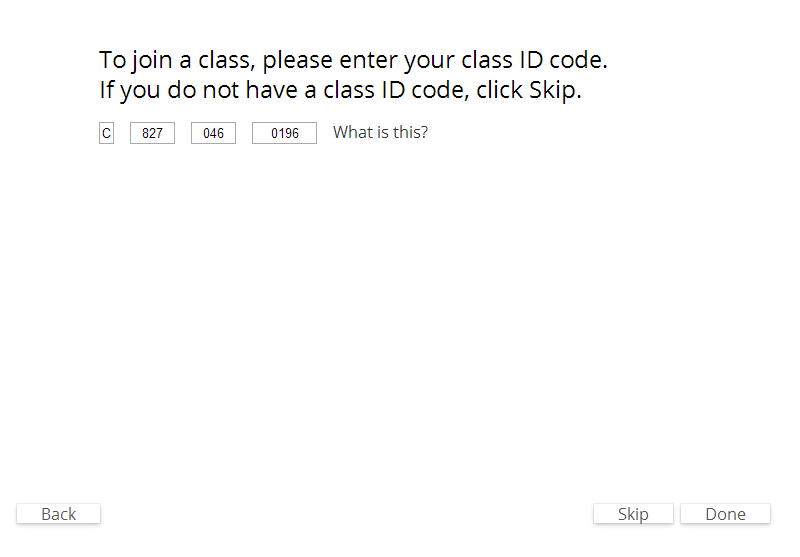 To join a class, please enter your class ID code.
If you do not have a class ID code, click Skip.
C 827 046 0196 What is this?
Back Skip Done